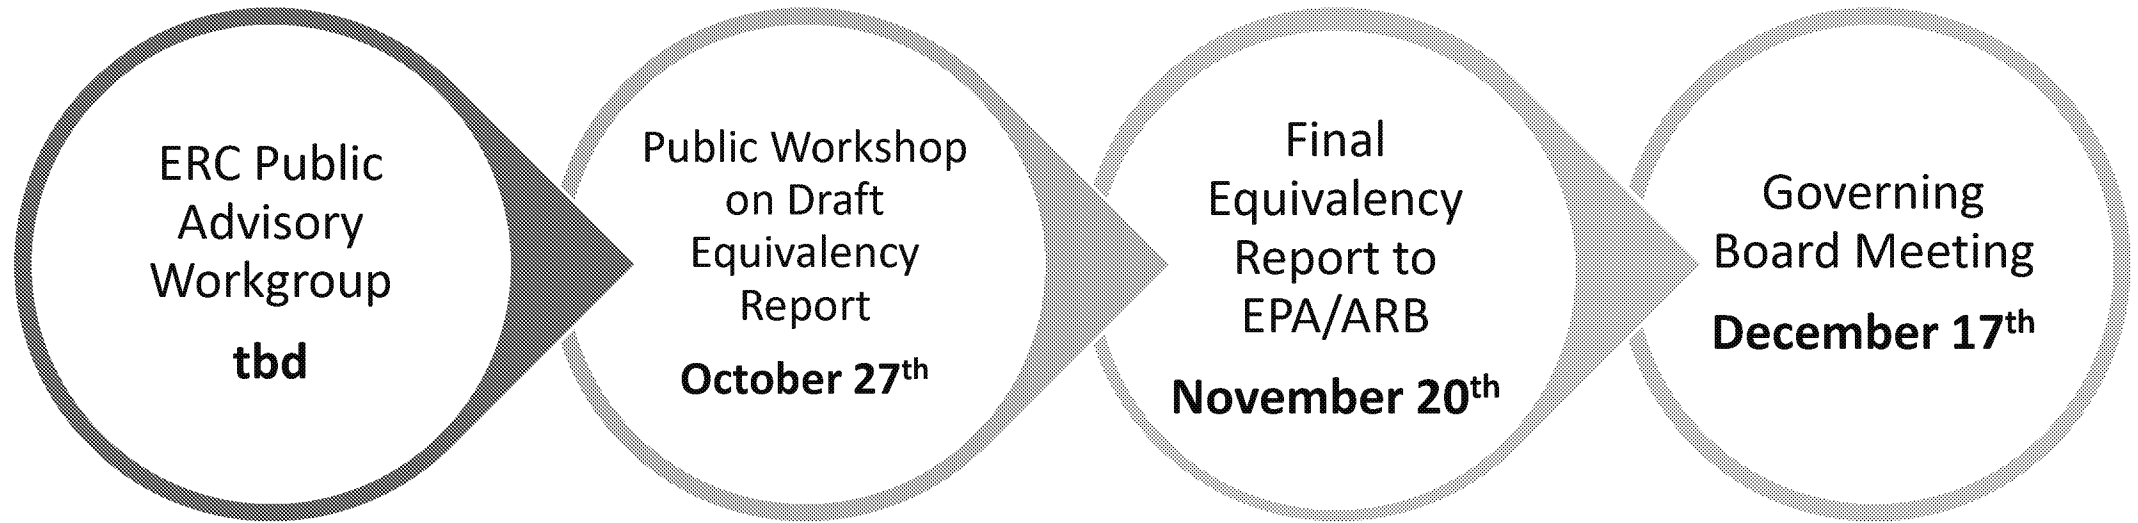 ERC Public
Advisory
Workgroup
tbd
Public Workshop
on Draft
Equivalency
Report
October 27th
Final
Equivalency
Report to
EPA/ARB
November 20th
Governing
Board Meeting
December 17th